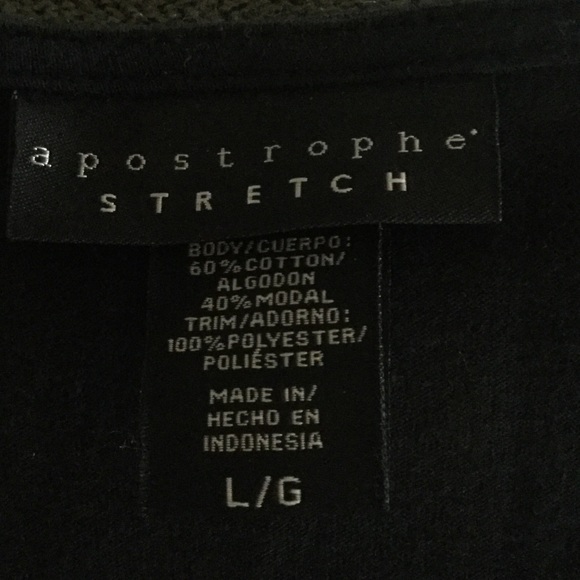 apostrophe®
STRETCH
BODY/CUERPO:
60% COTTON/
ALGODON
40% MODAL
TRIM/ADORNO:
100% POLYESTER/
POLIÉSTER
MADE IN/
HECHO EN
INDONESIA
L/G